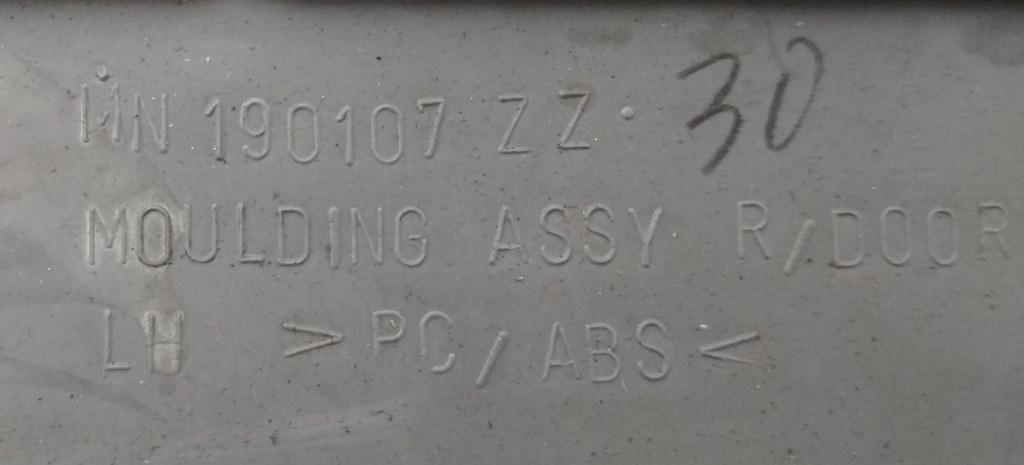 MN 190107 ZZ. 30
MOULDING ASSY R/DOOR
LH >PC/ABS<